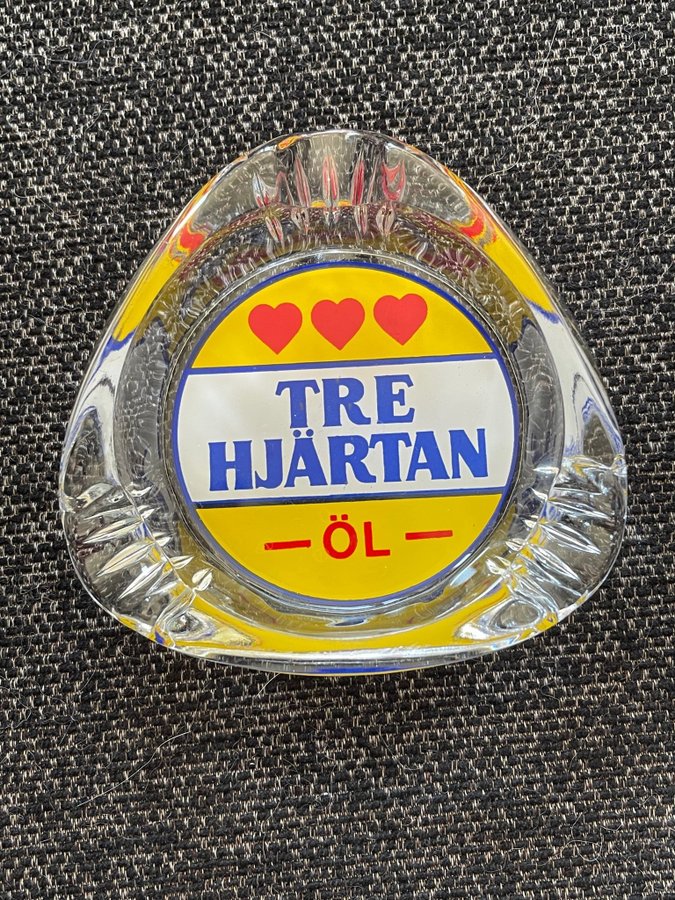 TRE
HJÄRTAN
— ÖL —